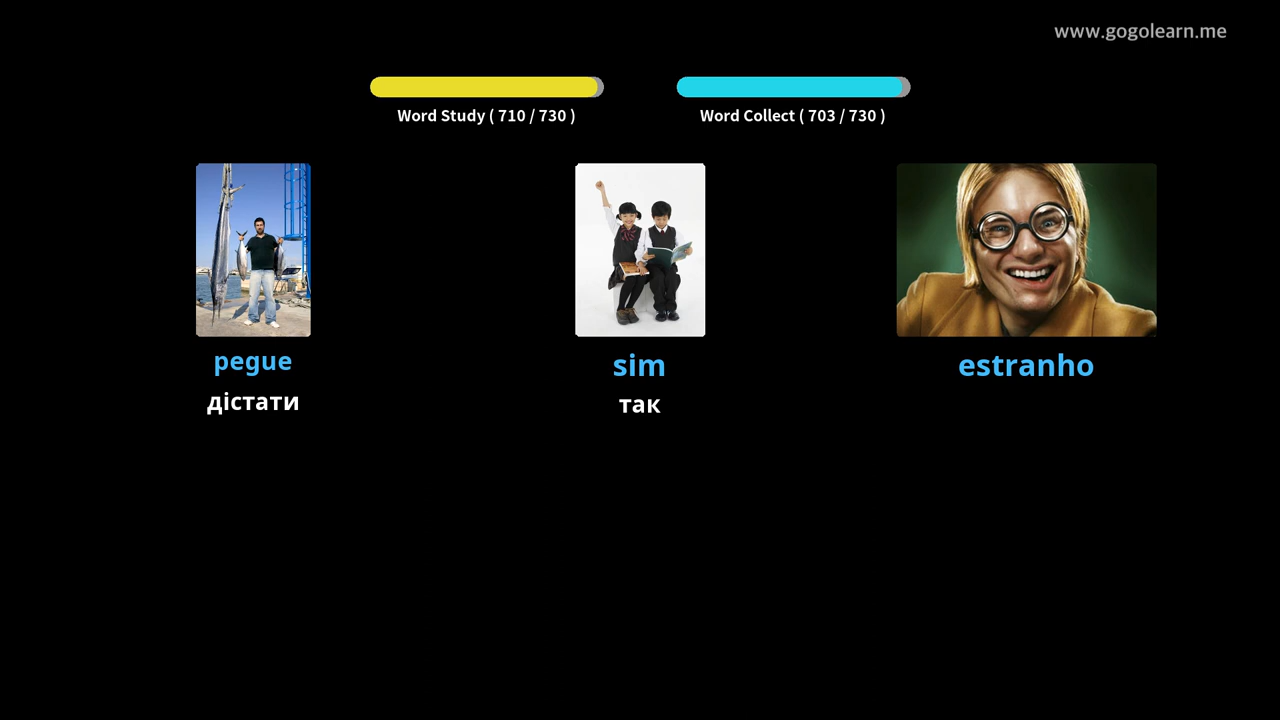 www.gogolearn.me
Word Study ( 710 / 730 )
Word Collect ( 703 / 730 )
pegue
sim
estranho
дістати
так